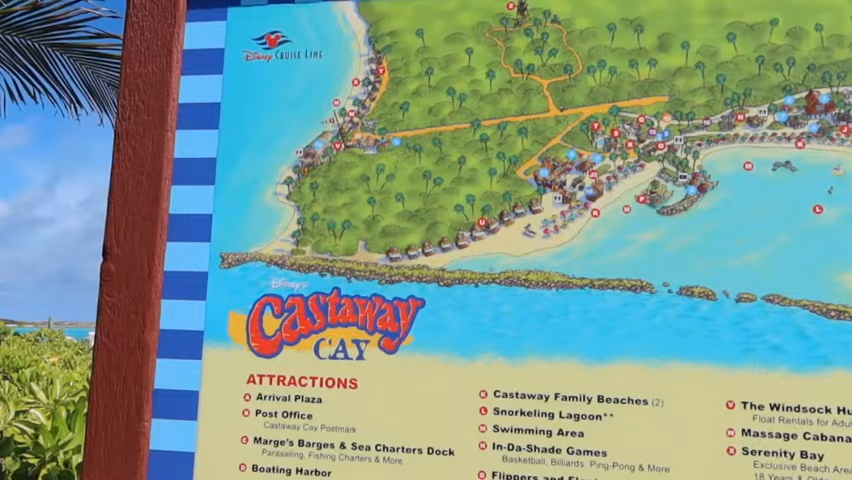 Disney CRUISE LINE
Disney's
Castaway
CAY
ATTRACTIONS
A Arrival Plaza
B Post Office
Castaway Cay Postmark
C Marge's Barges & Sea Charters Dock
Parasailing, Fishing Charters & More
D Boating Harbor
K Castaway Family Beaches (2)
L Snorkeling Lagoon**
M Swimming Area
N In-Da-Shade Games
Basketball, Billiards, Ping-Pong & More
O Flippers and
V The Windsock Hu
Float Rentals for Adul
W Massage Cabana
X Serenity Bay
Exclusive Beach Area
18 Years & Olde